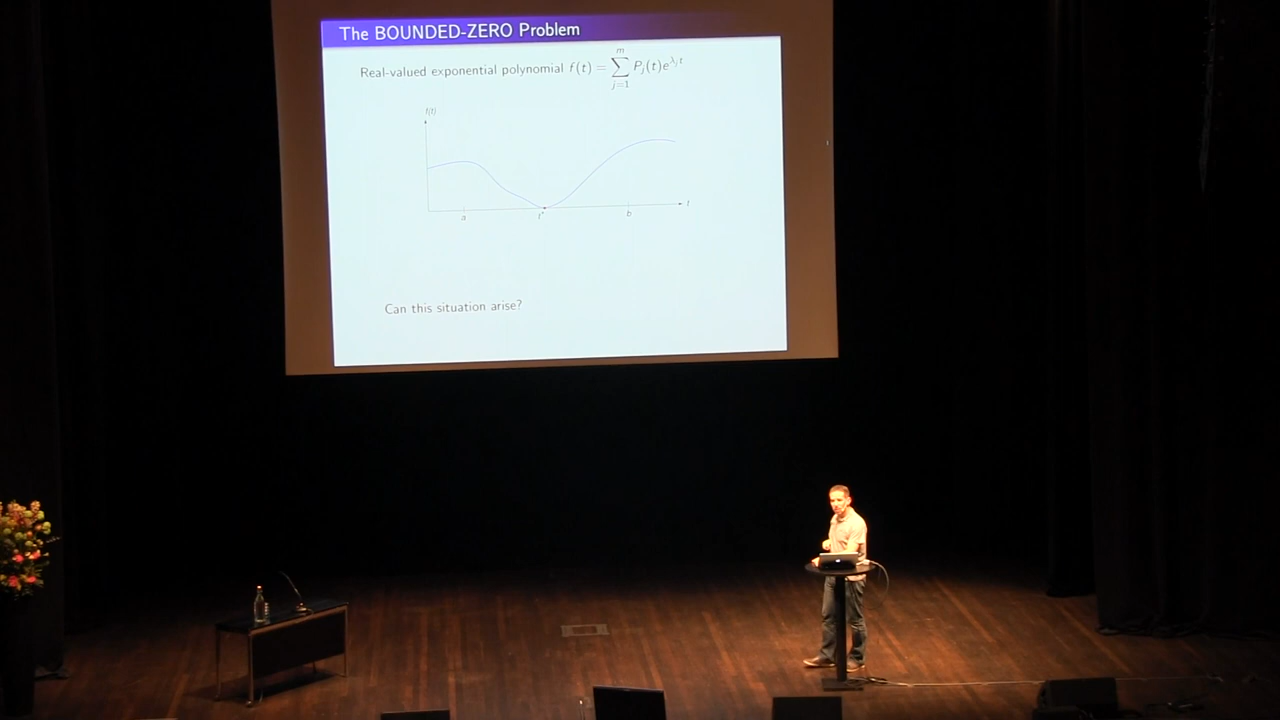 The BOUNDED-ZERO Problem
Real-valued exponential polynomial f(t) = ∑_{j=1}^{m} P_j(t)e^{λ_j t}
f(t)
a
t*
b
t
Can this situation arise?